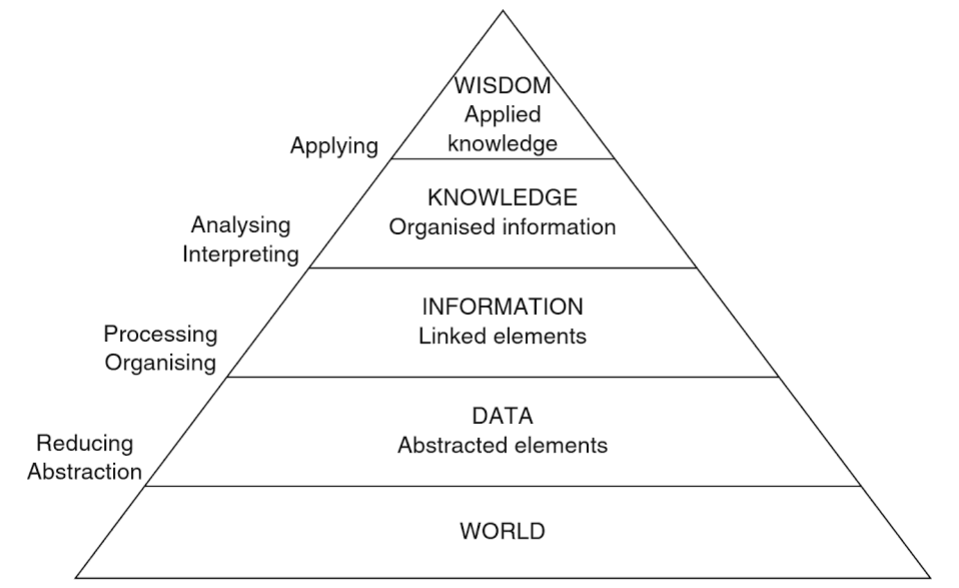 WISDOM
Applied
knowledge
Applying
KNOWLEDGE
Organised information
Analysing
Interpreting
INFORMATION
Linked elements
Processing
Organising
DATA
Abstracted elements
Reducing
Abstraction
WORLD